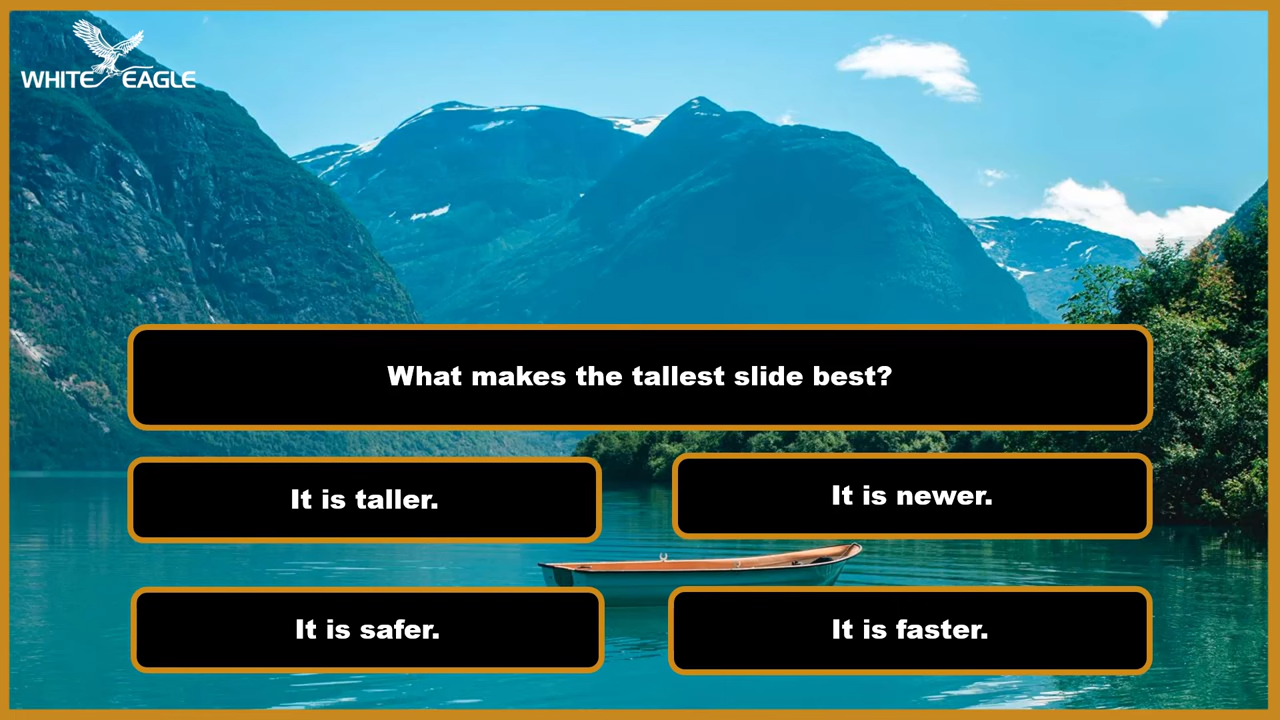 WHITE EAGLE
What makes the tallest slide best?
It is taller.
It is newer.
It is safer.
It is faster.